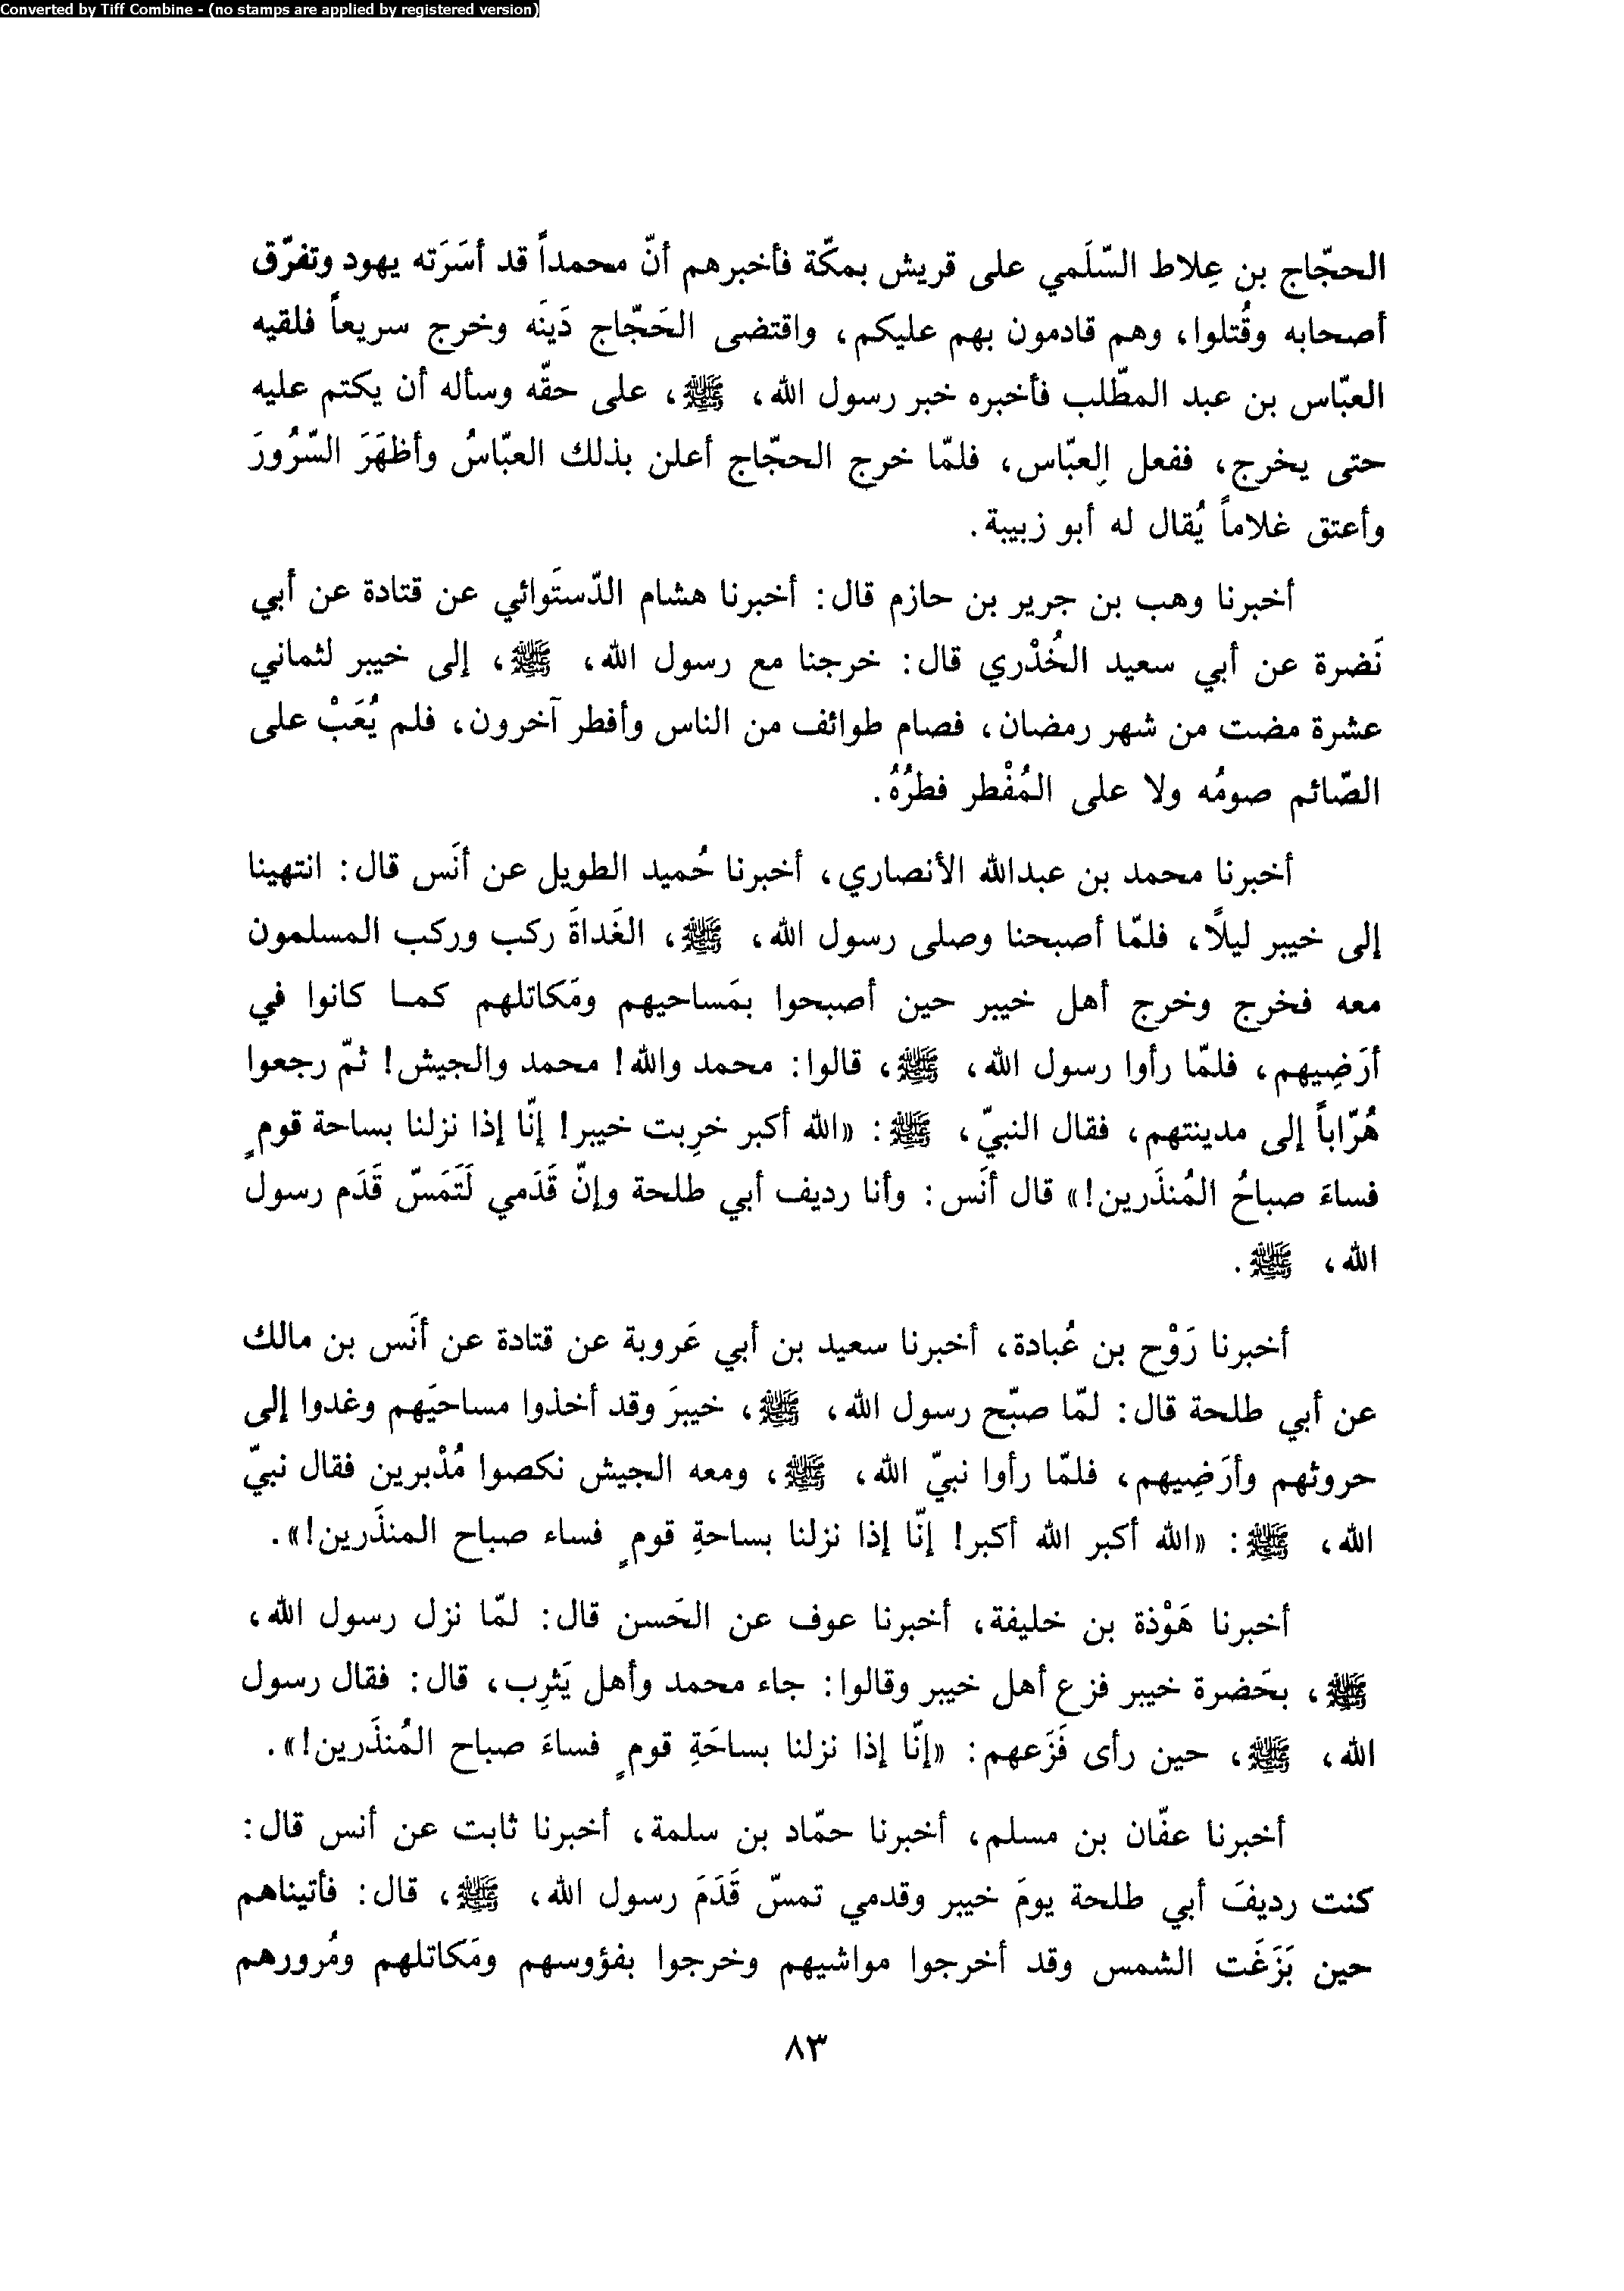 Converted by Tiff Combine - (no stamps are applied by registered version)
الحجّاج بن عِلاط السّلَمي على قريش بمكّة فأخبرهم أنّ محمداً قد أسَرَته يهود وتفرّق
أصحابه وقُتلوا، وهم قادمون بهم عليكم، واقتضى الحَجّاج دَينَه وخرج سريعاً فلقيه
العبّاس بن عبد المطّلب فأخبره خبر رسول الله، ﷺ، على حقّه وسأله أن يكتم عليه
حتى يخرج، ففعل العبّاس، فلمّا خرج الحجّاج أعلن بذلك العبّاسُ وأظهَرَ السّرُورَ
وأعتق غلاماً يُقال له أبو زبيبة.
أخبرنا وهب بن جرير بن حازم قال: أخبرنا هشام الدّستَوائي عن قتادة عن أبي
نَضرة عن أبي سعيد الخُدْري قال: خرجنا مع رسول الله، ﷺ، إلى خيبر لثماني
عشرة مضت من شهر رمضان، فصام طوائف من الناس وأفطر آخرون، فلم يُعَبْ على
الصّائم صومُه ولا على المُفْطر فطرُهُ.
أخبرنا محمد بن عبدالله الأنصاري، أخبرنا حُميد الطويل عن أنَس قال: انتهينا
إلى خيبر ليلًا، فلمّا أصبحنا وصلى رسول الله، ﷺ، الغَداةَ ركب وركب المسلمون
معه فخرج وخرج أهل خيبر حين أصبحوا بمَساحيهم ومَكاتلهم كما كانوا في
أرَضِيهم، فلمّا رأوا رسول الله، ﷺ، قالوا: محمد والله! محمد والجيش! ثمّ رجعوا
هُرّاباً إلى مدينتهم، فقال النبيّ، ﷺ: «الله أكبر خرِبت خيبر! إنّا إذا نزلنا بساحة قومٍ
فساءَ صباحُ المُنذَرين!» قال أنَس: وأنا رديف أبي طلحة وإنّ قَدَمي لَتَمَسّ قَدَم رسول
الله، ﷺ.
أخبرنا رَوْح بن عُبادة، أخبرنا سعيد بن أبي عَروبة عن قتادة عن أنَس بن مالك
عن أبي طلحة قال: لمّا صبّح رسول الله، ﷺ، خيبرَ وقد أخذوا مساحيَهم وغدوا إلى
حروثهم وأرَضِيهم، فلمّا رأوا نبيّ الله، ﷺ، ومعه الجيش نكصوا مُدْبرين فقال نبيّ
الله، ﷺ: «الله أكبر الله أكبر! إنّا إذا نزلنا بساحةِ قومٍ فساء صباح المنذَرين!».
أخبرنا هَوْذة بن خليفة، أخبرنا عوف عن الحَسن قال: لمّا نزل رسول الله،
ﷺ، بحَضرة خيبر فزع أهل خيبر وقالوا: جاء محمد وأهل يَثرِب، قال: فقال رسول
الله، ﷺ، حين رأى فَزَعهم: «إنّا إذا نزلنا بساحَةِ قومٍ فساءَ صباح المُنذَرين!».
أخبرنا عفّان بن مسلم، أخبرنا حمّاد بن سلمة، أخبرنا ثابت عن أنس قال:
كنت رديفَ أبي طلحة يومَ خيبر وقدمي تمسّ قَدَمَ رسول الله، ﷺ، قال: فأتيناهم
حين بَزَغَت الشمس وقد أخرجوا مواشيهم وخرجوا بفؤوسهم ومَكاتلهم ومُرورهم
٨٣